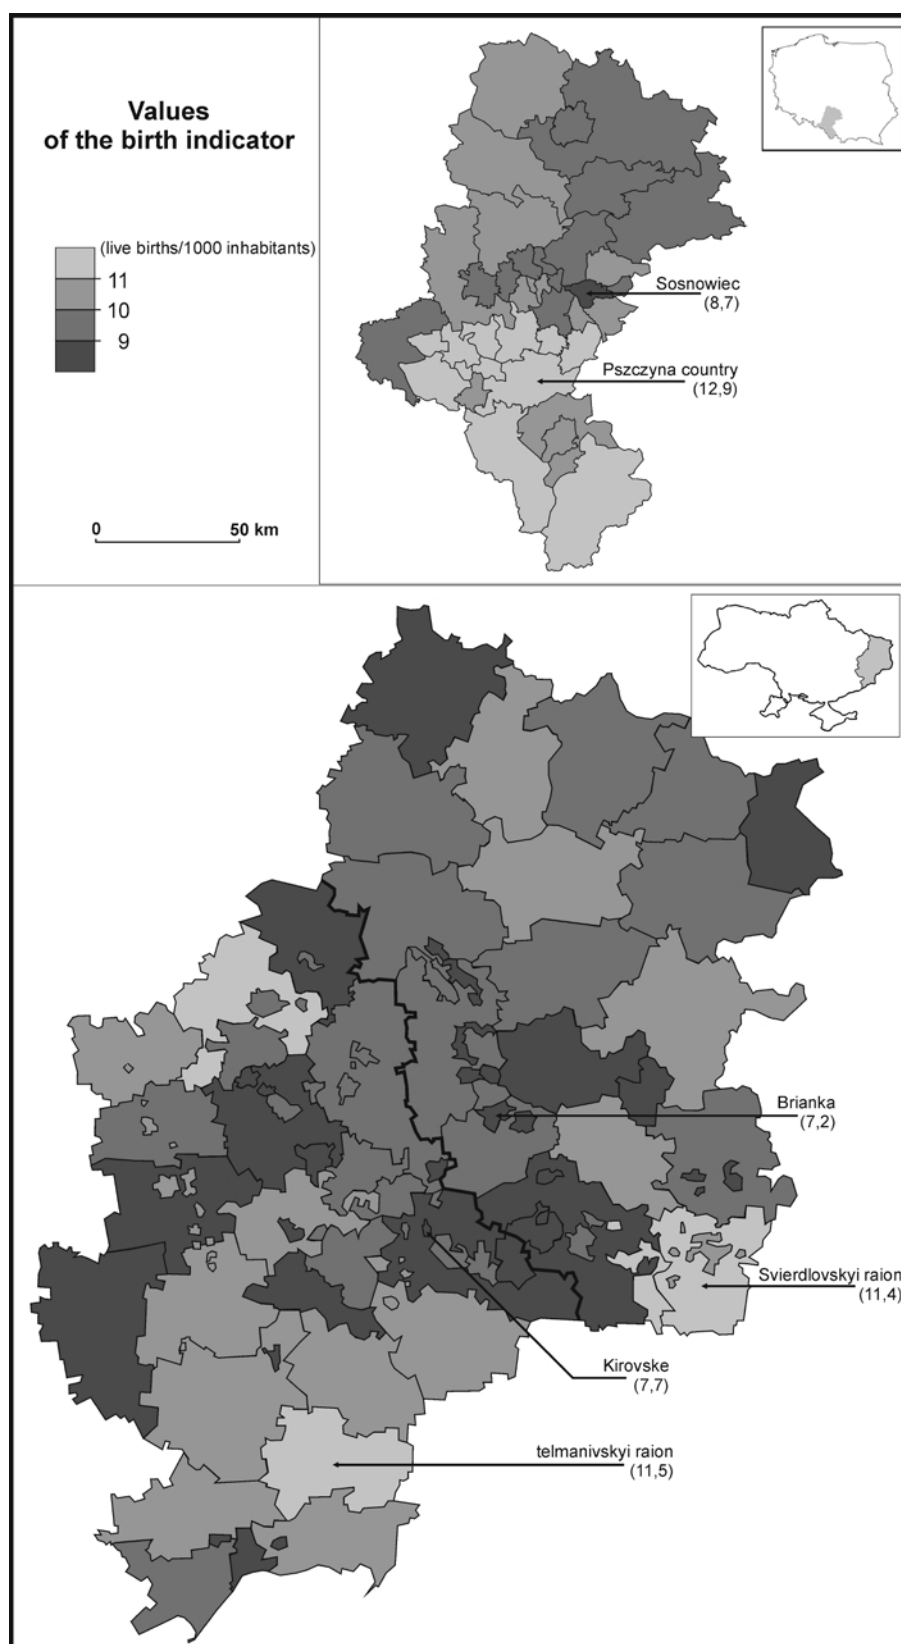 Values
of the birth indicator
(live births/1000 inhabitants)
11
10
9
0 50 km
Sosnowiec
(8,7)
Pszczyna country
(12,9)
Brianka
(7,2)
Svierdlovskyi raion
(11,4)
Kirovske
(7,7)
telmanivskyi raion
(11,5)